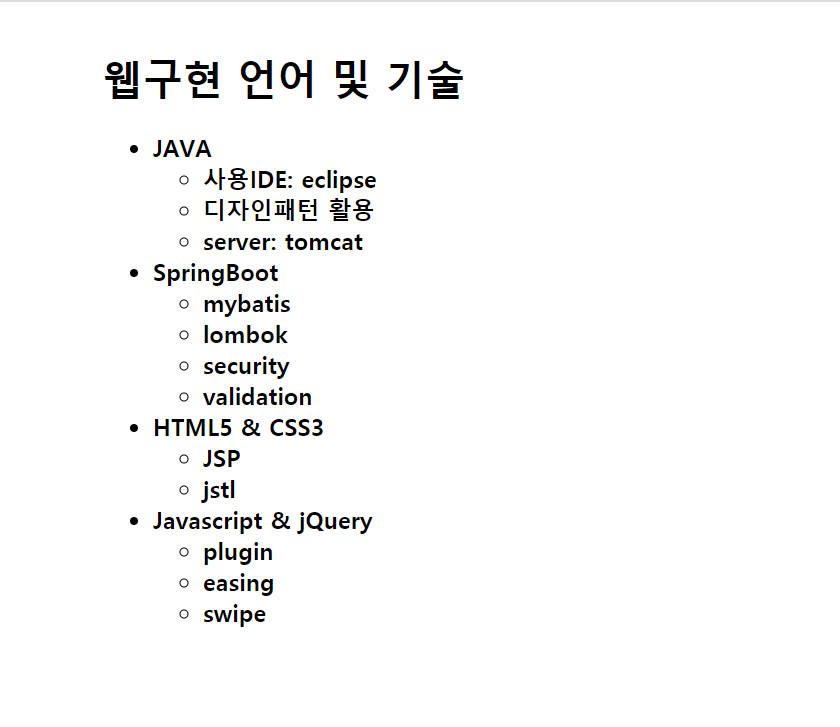 웹구현 언어 및 기술
JAVA
사용IDE: eclipse
디자인패턴 활용
server: tomcat
SpringBoot
mybatis
lombok
security
validation
HTML5 & CSS3
JSP
jstl
Javascript & jQuery
plugin
easing
swipe